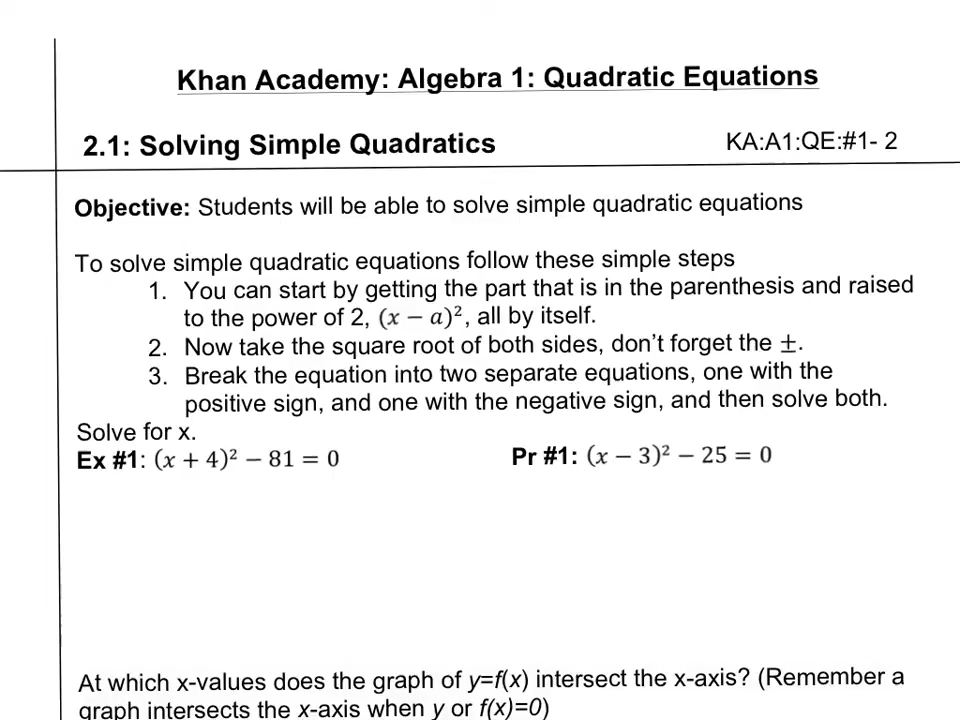 Khan Academy: Algebra 1: Quadratic Equations
2.1: Solving Simple Quadratics KA:A1:QE:#1- 2
Objective: Students will be able to solve simple quadratic equations
To solve simple quadratic equations follow these simple steps
1. You can start by getting the part that is in the parenthesis and raised
to the power of 2, (x − a)², all by itself.
2. Now take the square root of both sides, don't forget the ±.
3. Break the equation into two separate equations, one with the
positive sign, and one with the negative sign, and then solve both.
Solve for x.
Ex #1: (x + 4)² − 81 = 0 Pr #1: (x − 3)² − 25 = 0
At which x-values does the graph of y=f(x) intersect the x-axis? (Remember a
graph intersects the x-axis when y or f(x)=0)